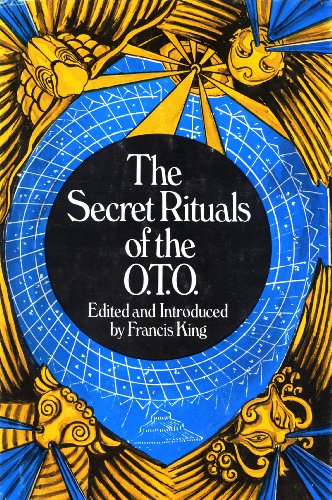 The
Secret Rituals
of the
O.T.O.
Edited and Introduced
by Francis King